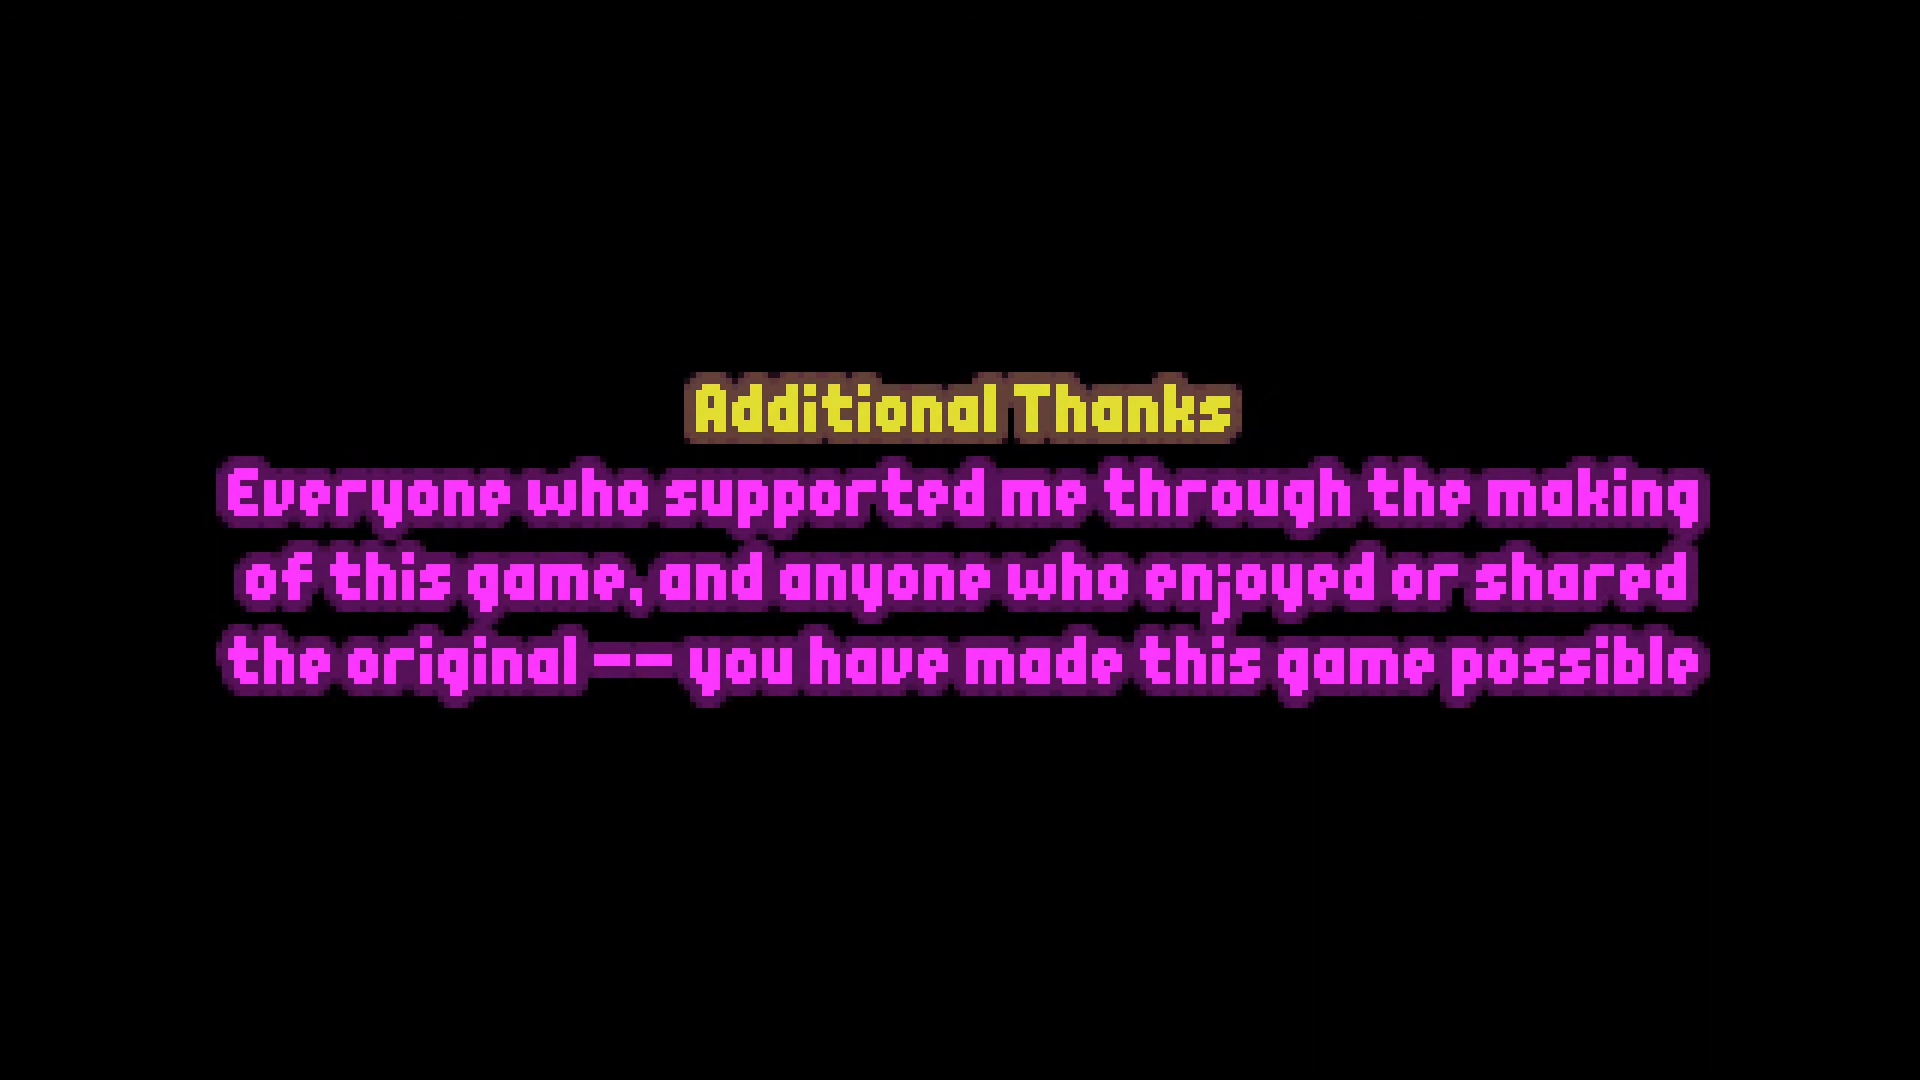 Additional Thanks
Everyone who supported me through the making
of this game, and anyone who enjoyed or shared
the original -- you have made this game possible